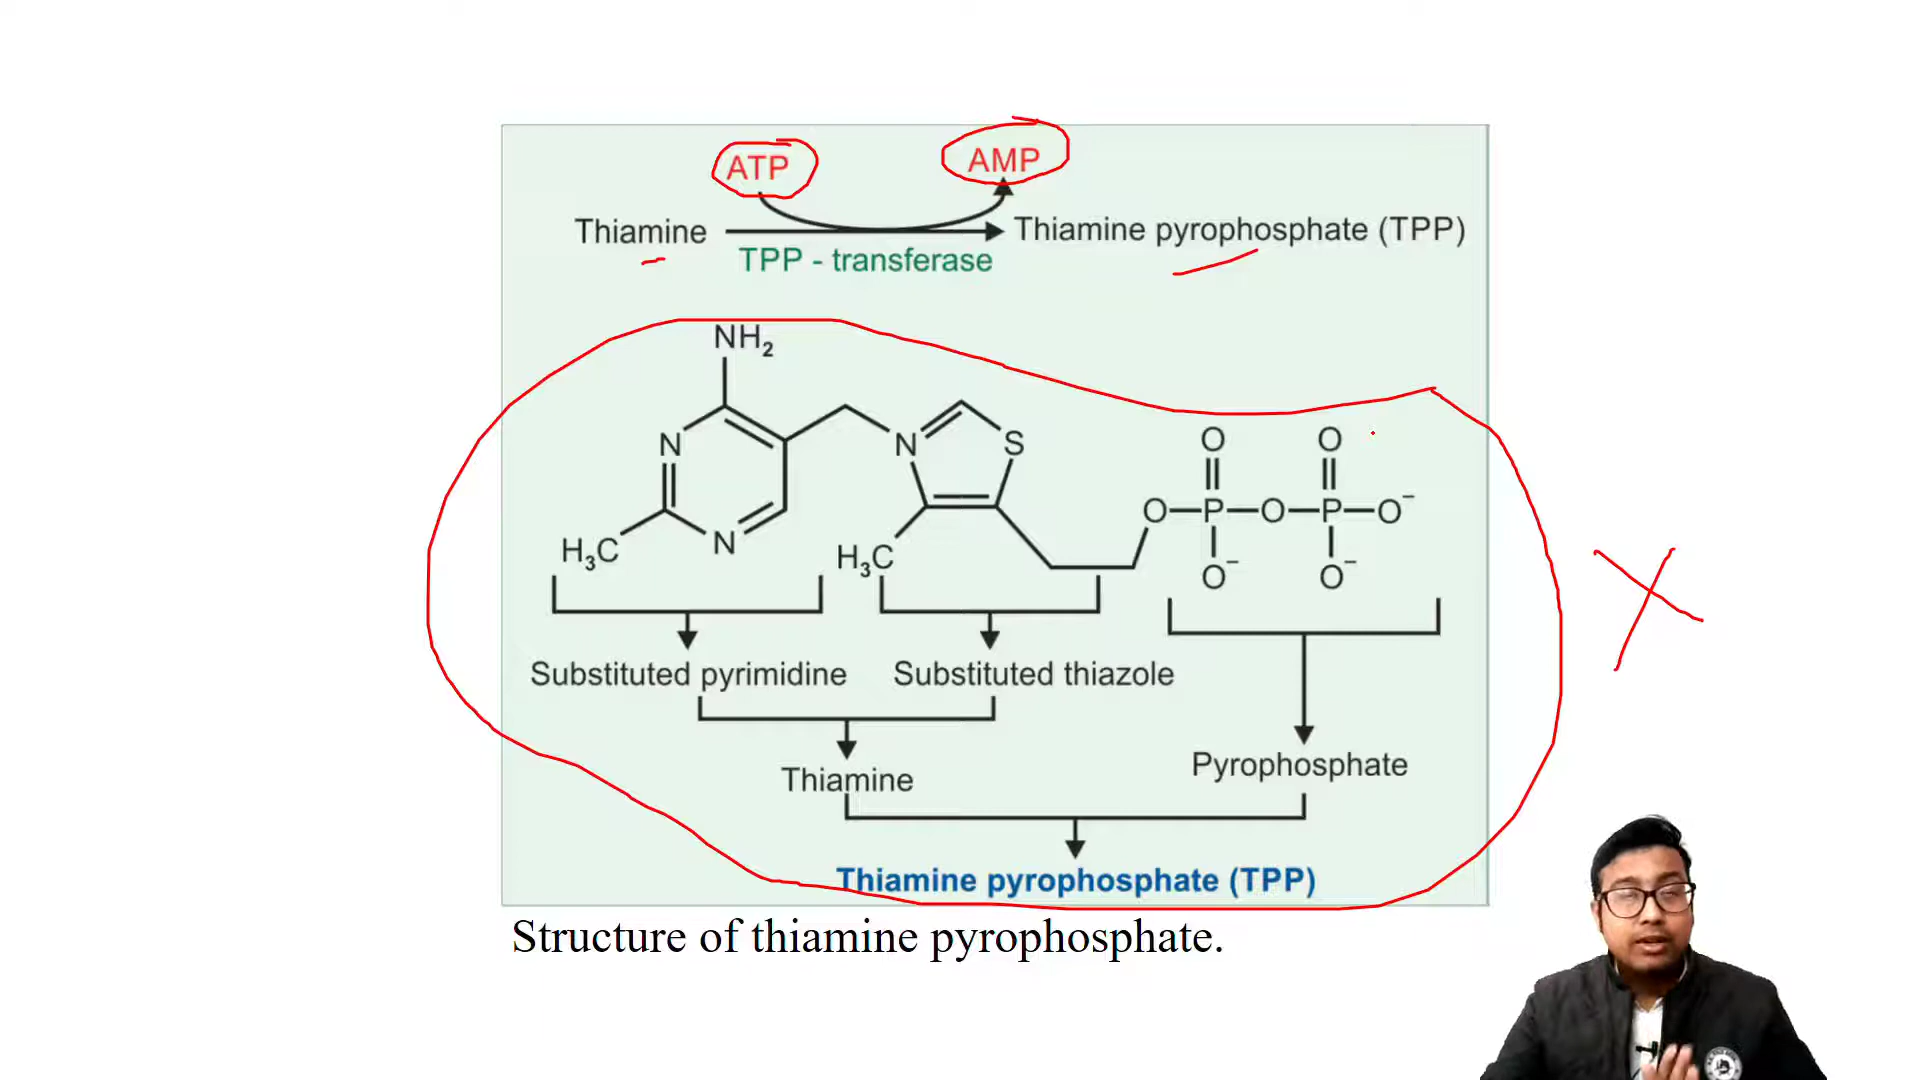 ATP AMP
Thiamine Thiamine pyrophosphate (TPP)
TPP - transferase
NH2
N N S O O
O P O P O−
H3C N H3C O− O−
Substituted pyrimidine Substituted thiazole
Thiamine Pyrophosphate
Thiamine pyrophosphate (TPP)
Structure of thiamine pyrophosphate.